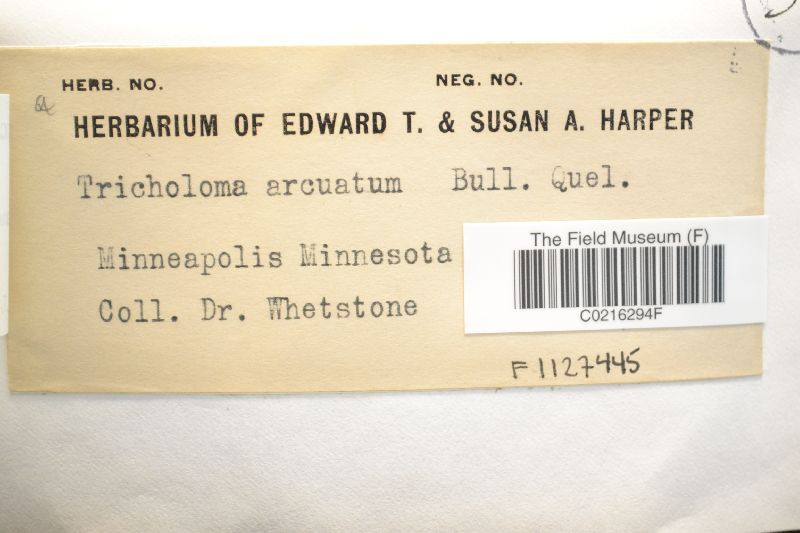 HERB. NO. NEG. NO.
HERBARIUM OF EDWARD T. & SUSAN A. HARPER
Tricholoma arcuatum Bull. Quel.
Minneapolis Minnesota
Coll. Dr. Whetstone
The Field Museum (F)
C0216294F
F1127445